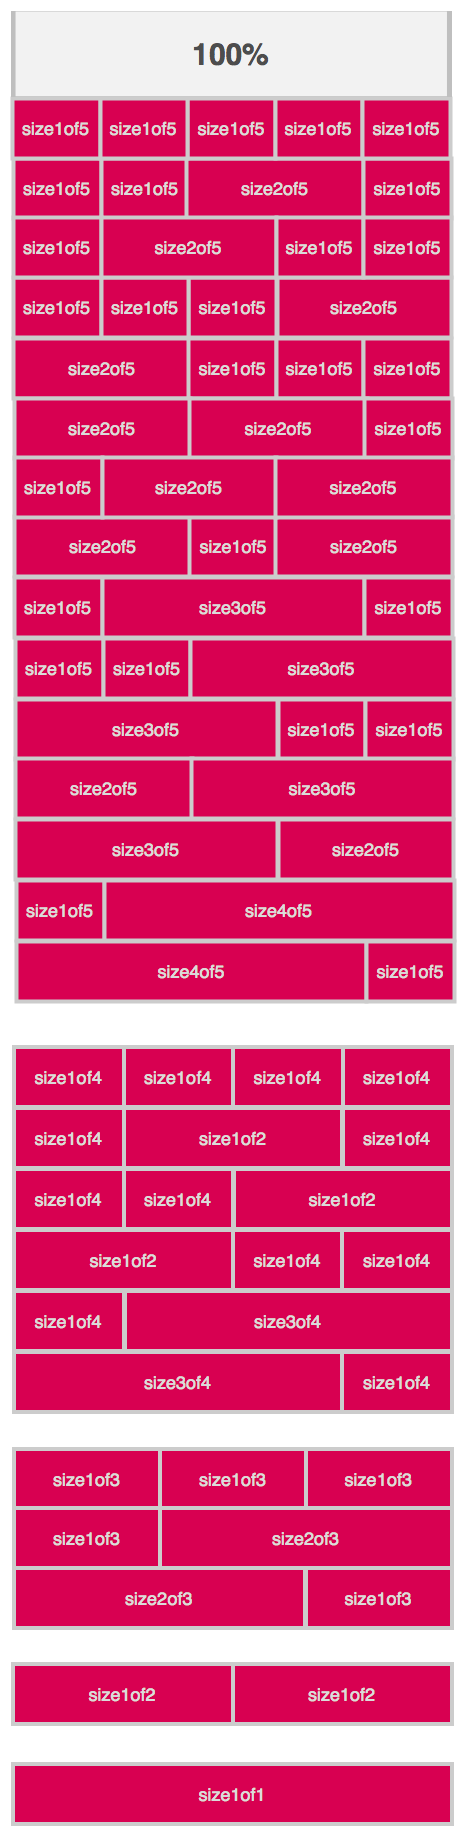 100%
size1of5 size1of5 size1of5 size1of5 size1of5
size1of5 size1of5 size2of5 size1of5
size1of5 size2of5 size1of5 size1of5
size1of5 size1of5 size1of5 size2of5
size2of5 size1of5 size1of5 size1of5
size2of5 size2of5 size1of5
size1of5 size2of5 size2of5
size2of5 size1of5 size2of5
size1of5 size3of5 size1of5
size1of5 size1of5 size3of5
size3of5 size1of5 size1of5
size2of5 size3of5
size3of5 size2of5
size1of5 size4of5
size4of5 size1of5
size1of4 size1of4 size1of4 size1of4
size1of4 size1of2 size1of4
size1of4 size1of4 size1of2
size1of2 size1of4 size1of4
size1of4 size3of4
size3of4 size1of4
size1of3 size1of3 size1of3
size1of3 size2of3
size2of3 size1of3
size1of2 size1of2
size1of1